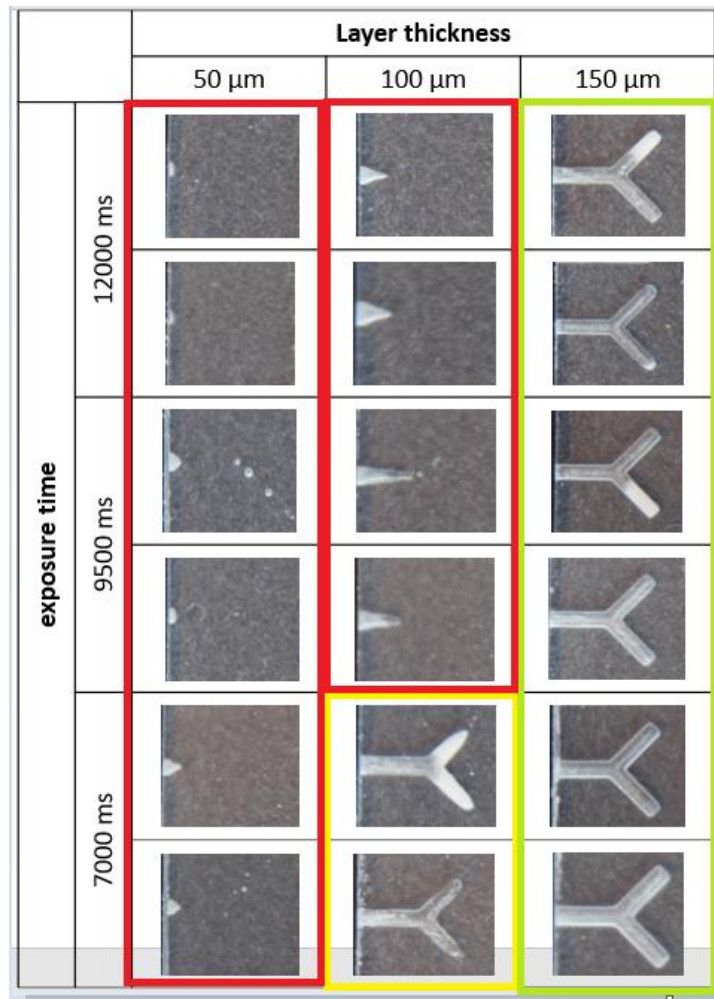 Layer thickness
50 µm 100 µm 150 µm
exposure time
12000 ms
9500 ms
7000 ms